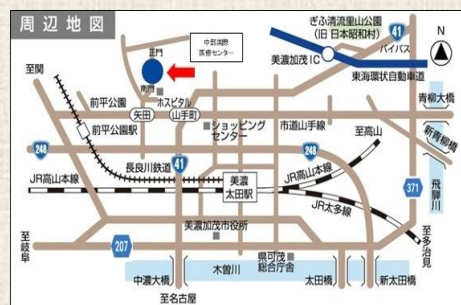 周辺地図
中部国際
医療センター
ぎふ清流里山公園
(旧 日本昭和村)
41
バイパス
N
美濃加茂IC
東海環状自動車道
正門
南門
ホスピタル
至関
前平公園
矢田
山手町
青柳大橋
前平公園駅
ショッピング
センター
市道山手線
至高山
新青柳橋
248
長良川鉄道
41
248
飛騨川
JR高山本線
美濃
太田駅
JR高山本線
371
JR太多線
美濃加茂市役所
至岐阜
207
県可茂
総合庁舎
至多治見
中濃大橋
木曽川
太田橋
新太田橋
至名古屋